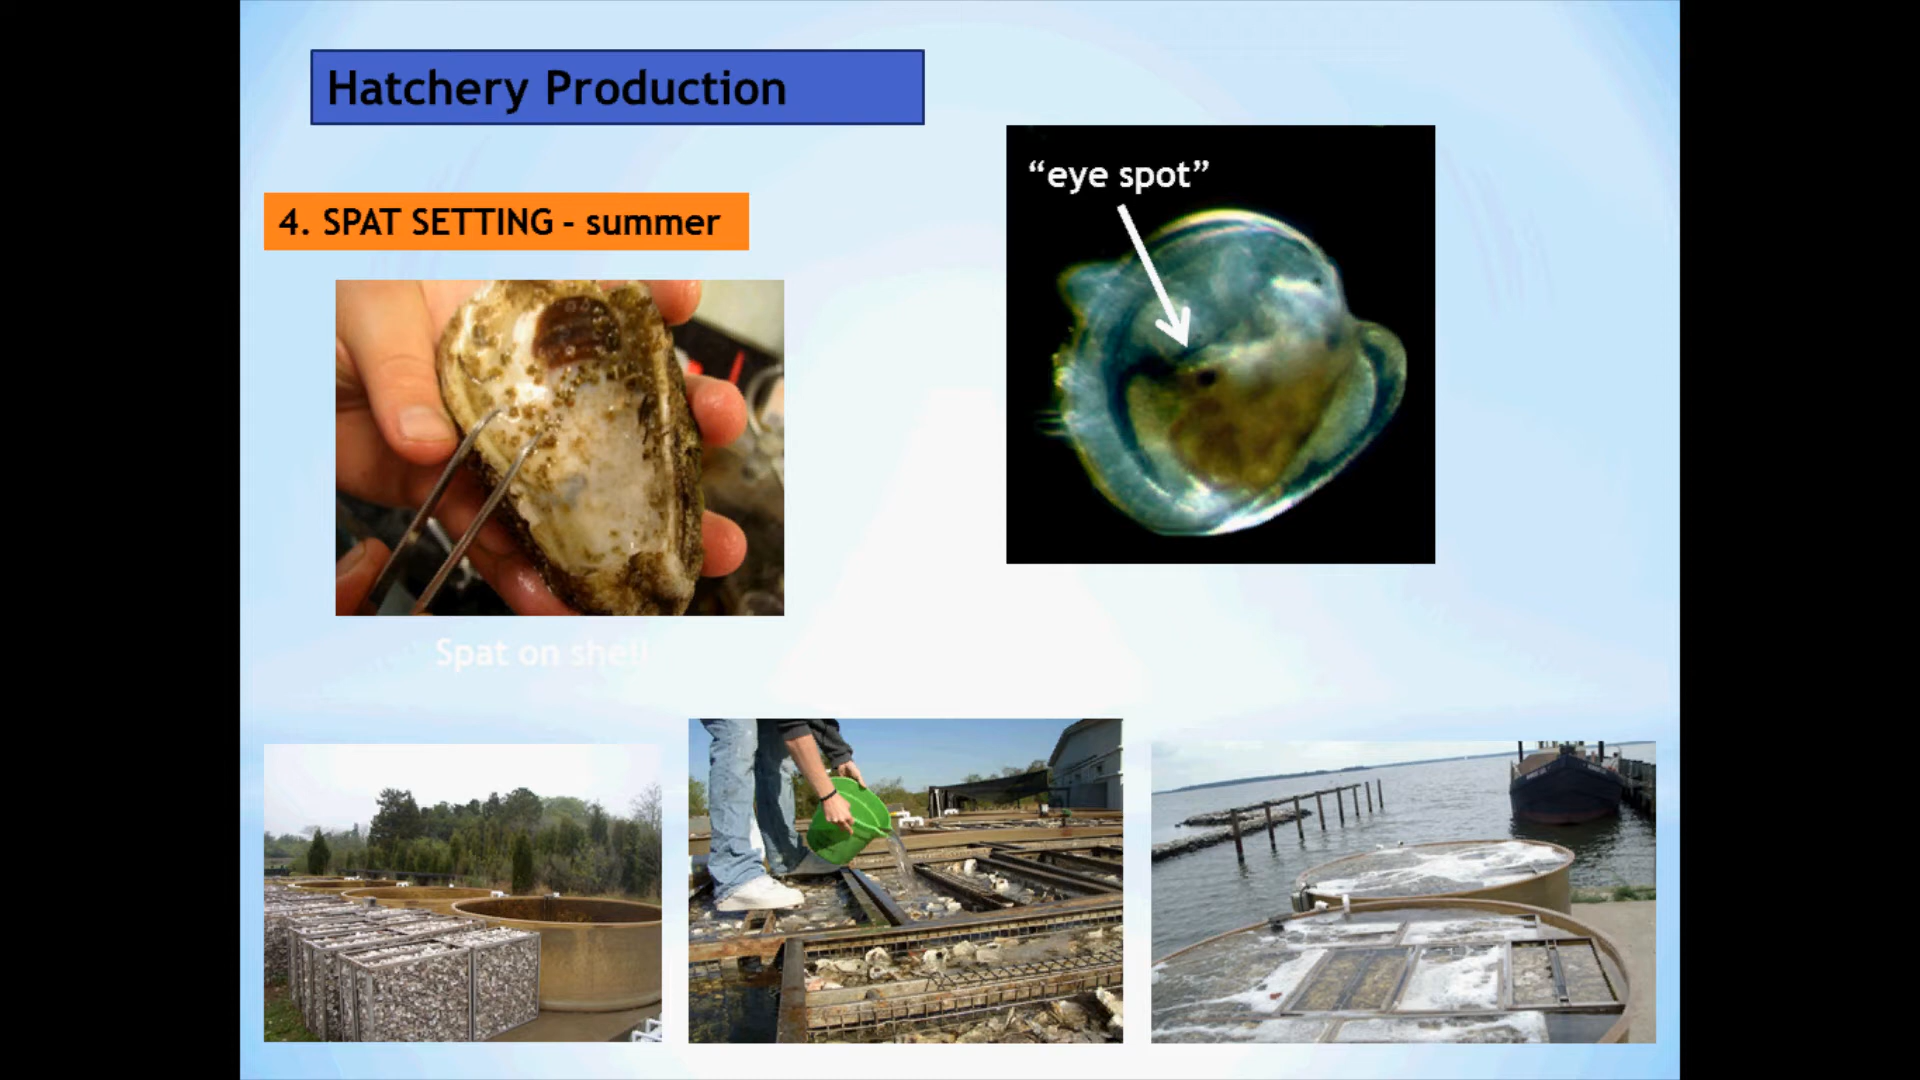 Hatchery Production
"eye spot"
4. SPAT SETTING - summer
Spat on shell